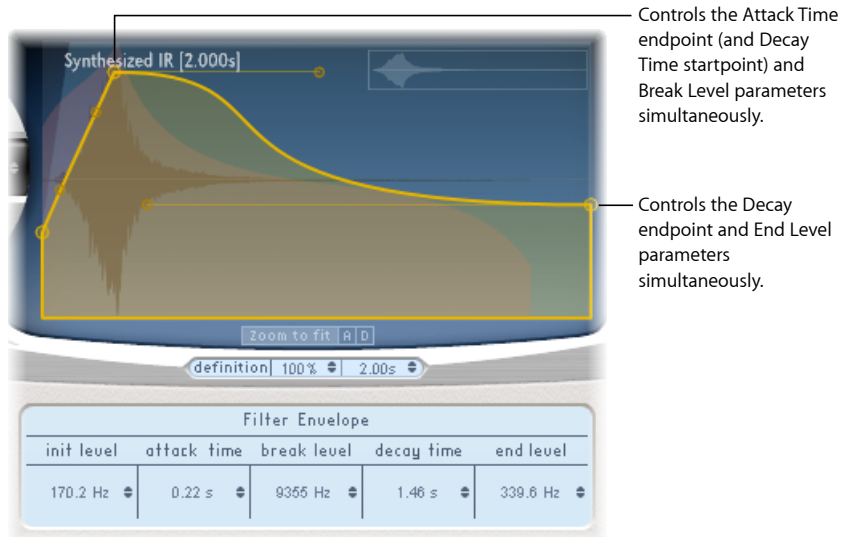 Controls the Attack Time
endpoint (and Decay
Time startpoint) and
Break Level parameters
simultaneously.
Synthesized IR [2.000s]
Controls the Decay
endpoint and End Level
parameters
simultaneously.
Zoom to fit A D
definition 100% 2.00s
Filter Envelope
init level attack time break level decay time end level
170.2 Hz 0.22 s 9355 Hz 1.46 s 339.6 Hz